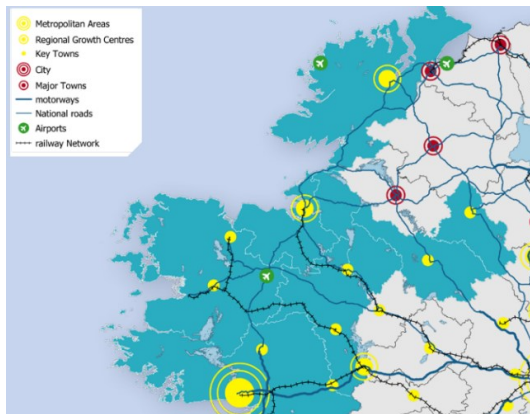 Metropolitan Areas
Regional Growth Centres
Key Towns
City
Major Towns
motorways
National roads
Airports
railway Network